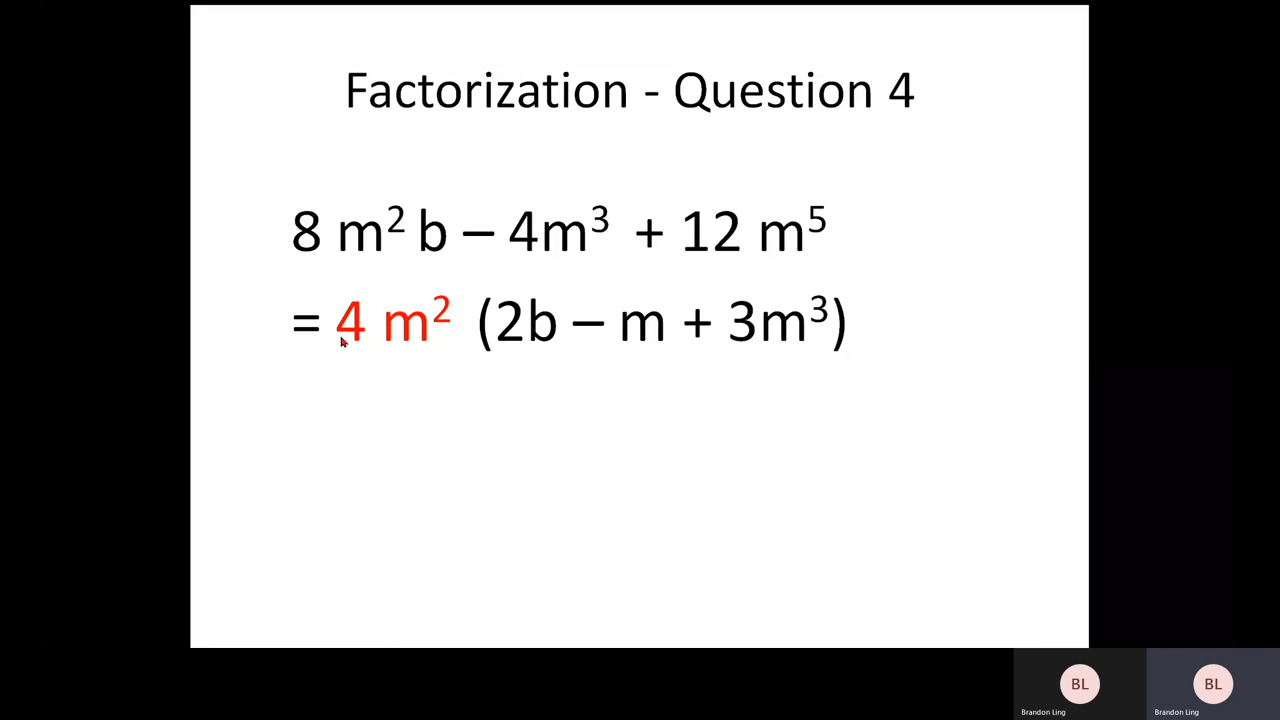 Factorization - Question 4
8 m² b – 4m³ + 12 m⁵
= 4 m² (2b – m + 3m³)
BL
Brandon Ling
BL
Brandon Ling